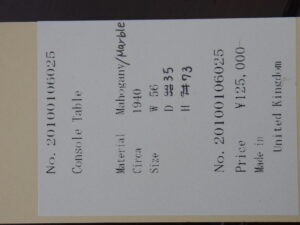 No. 20100106025
Console Table
Material Mahogany/Marble
Circa 1940
Size W 56
D 35
H 73
No. 20100106025
Price ¥125,000-
Made in
United Kingdom